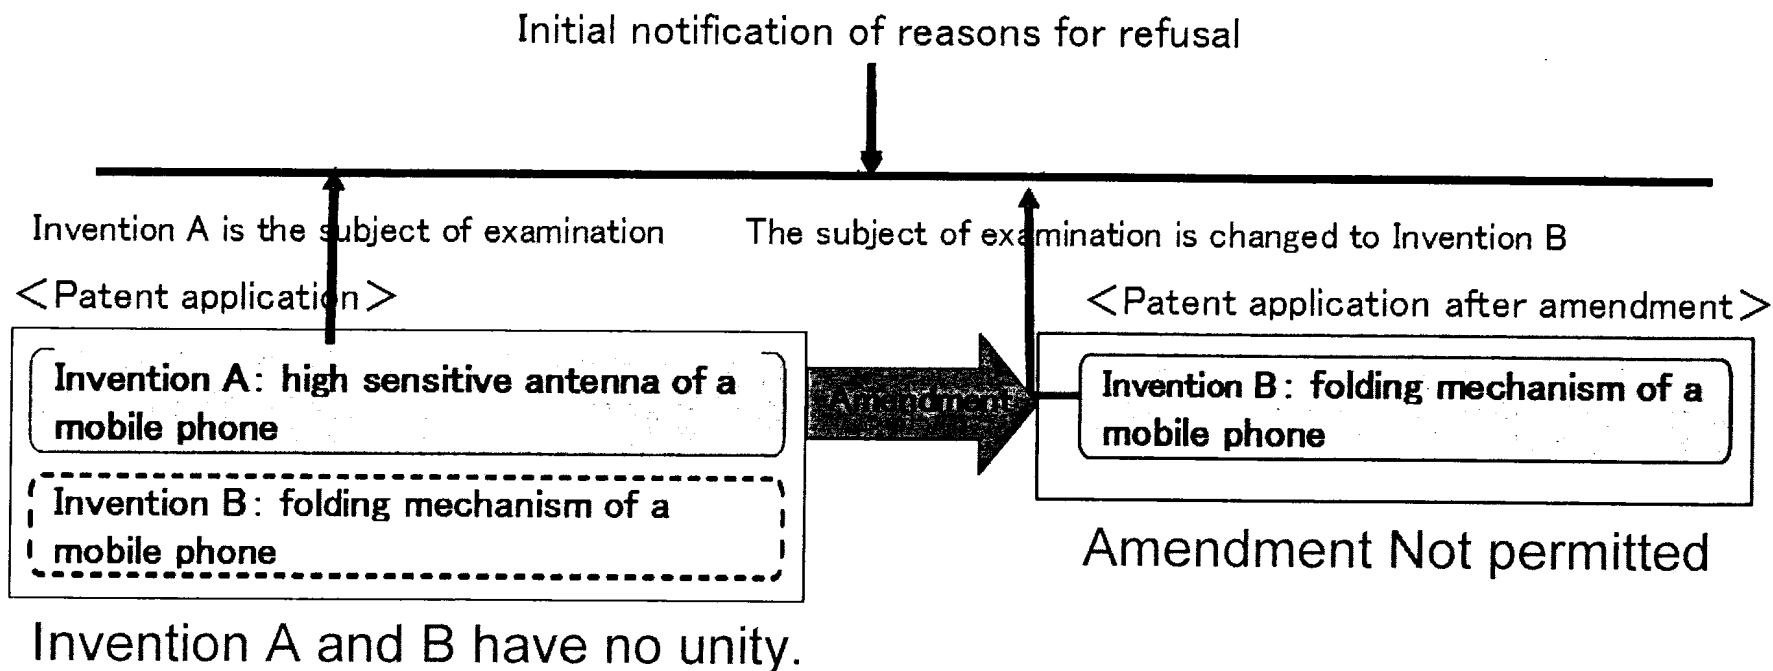 Initial notification of reasons for refusal
Invention A is the subject of examination
The subject of examination is changed to Invention B
<Patent application>
<Patent application after amendment>
Invention A: high sensitive antenna of a
mobile phone
Amendment
Invention B: folding mechanism of a
mobile phone
Invention B: folding mechanism of a
mobile phone
Amendment Not permitted
Invention A and B have no unity.